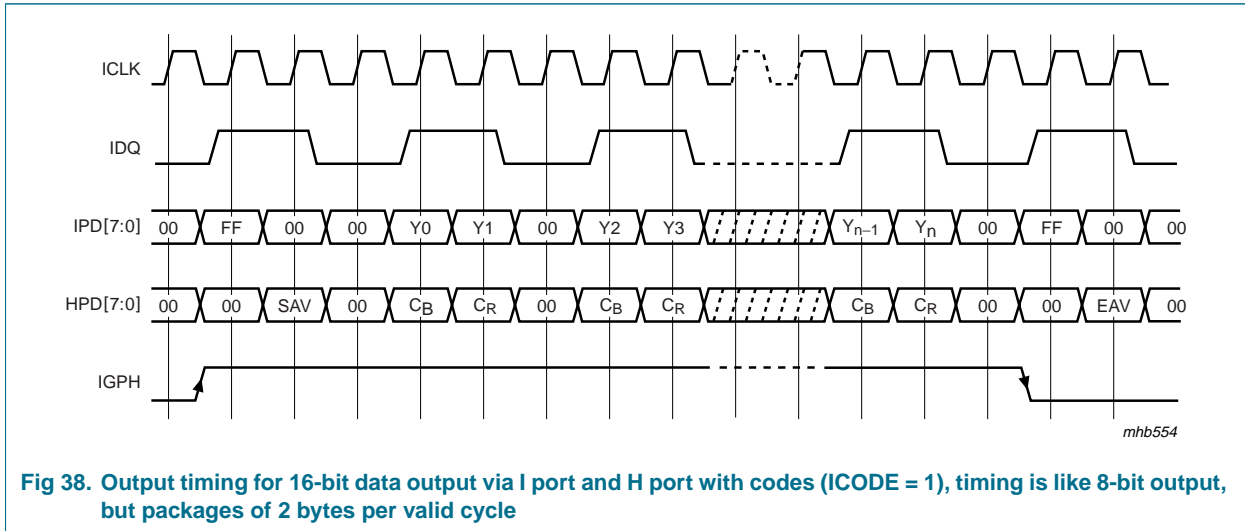 ICLK
IDQ
IPD[7:0] 00 FF 00 00 Y0 Y1 00 Y2 Y3 Yn–1 Yn 00 FF 00 00
HPD[7:0] 00 00 SAV 00 CB CR 00 CB CR CB CR 00 00 EAV 00
IGPH
mhb554
Fig 38. Output timing for 16-bit data output via I port and H port with codes (ICODE = 1), timing is like 8-bit output,
but packages of 2 bytes per valid cycle